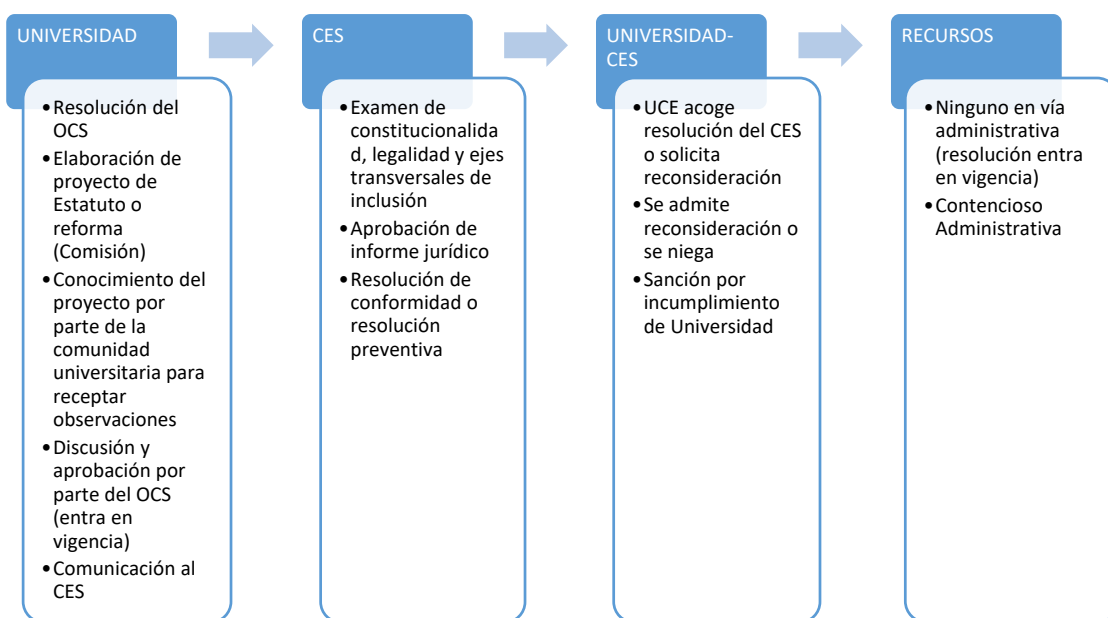 UNIVERSIDAD
•Resolución del
OCS
•Elaboración de
proyecto de
Estatuto o
reforma
(Comisión)
•Conocimiento del
proyecto por
parte de la
comunidad
universitaria para
receptar
observaciones
•Discusión y
aprobación por
parte del OCS
(entra en
vigencia)
•Comunicación al
CES
CES
•Examen de
constitucionalida
d, legalidad y ejes
transversales de
inclusión
•Aprobación de
informe jurídico
•Resolución de
conformidad o
resolución
preventiva
UNIVERSIDAD-
CES
•UCE acoge
resolución del CES
o solicita
reconsideración
•Se admite
reconsideración o
se niega
•Sanción por
incumplimiento
de Universidad
RECURSOS
•Ninguno en vía
administrativa
(resolución entra
en vigencia)
•Contencioso
Administrativa